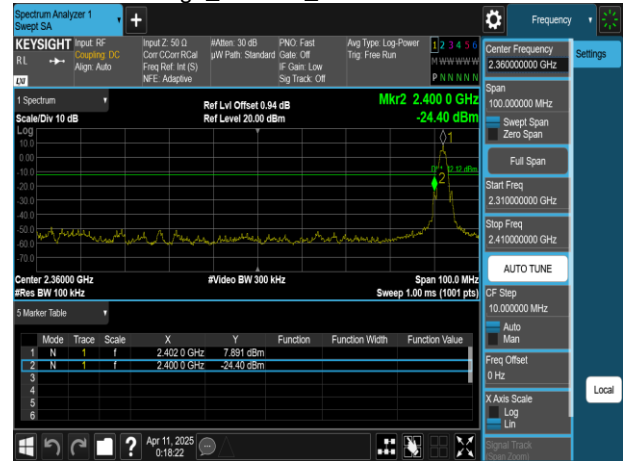 Spectrum Analyzer 1
Swept SA
Frequency
KEYSIGHT
RL
LXI
Input: RF
Coupling: DC
Align: Auto
Input Z: 50 Ω
Corr CCorr RCal
Freq Ref: Int (S)
NFE: Adaptive
#Atten: 30 dB
µW Path: Standard
PNO: Fast
Gate: Off
IF Gain: Low
Sig Track: Off
Avg Type: Log-Power
Trig: Free Run
1 2 3 4 5 6
M W W W W W
P N N N N N
Settings
Center Frequency
2.360000000 GHz
Span
100.000000 MHz
Swept Span
Zero Span
Full Span
Start Freq
2.310000000 GHz
Stop Freq
2.410000000 GHz
AUTO TUNE
CF Step
10.000000 MHz
Auto
Man
Freq Offset
0 Hz
X Axis Scale
Log
Lin
Signal Track
(Span Zoom)
Local
1 Spectrum
Scale/Div 10 dB
Ref Lvl Offset 0.94 dB
Ref Level 20.00 dBm
Mkr2 2.400 0 GHz
-24.40 dBm
Log
10.0
0.00
-10.0
-20.0
-30.0
-40.0
-50.0
-60.0
-70.0
1
2
Center 2.36000 GHz
#Res BW 100 kHz
#Video BW 300 kHz
Span 100.0 MHz
Sweep 1.00 ms (1001 pts)
5 Marker Table
Mode Trace Scale X Y Function Function Width Function Value
1 N 1 f 2.402 0 GHz 7.891 dBm
2 N 1 f 2.400 0 GHz -24.40 dBm
3
4
5
6
?
Apr 11, 2025
0:18:22